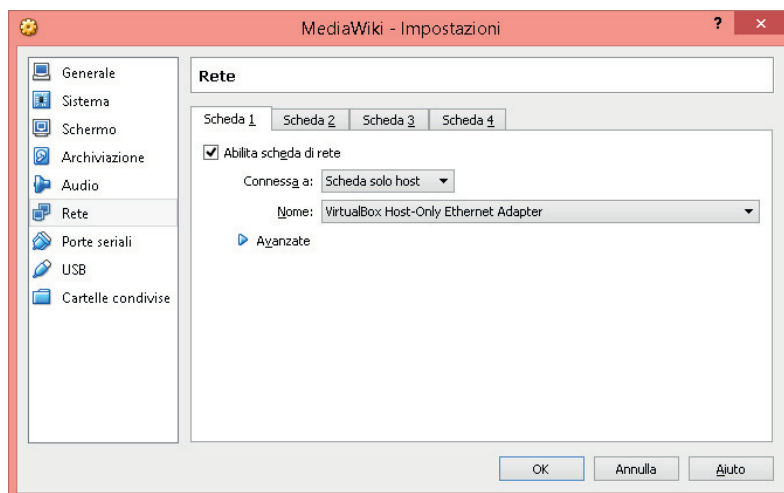 MediaWiki - Impostazioni
?
×
Generale
Sistema
Schermo
Archiviazione
Audio
Rete
Porte seriali
USB
Cartelle condivise
Rete
Scheda 1 Scheda 2 Scheda 3 Scheda 4
Abilita scheda di rete
Connessa a: Scheda solo host
Nome: VirtualBox Host-Only Ethernet Adapter
Avanzate
OK Annulla Aiuto